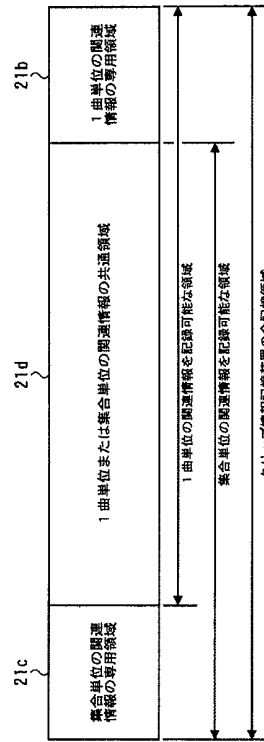 21c
21d
21b
集合単位の関連
情報の専用領域
1曲単位または集合単位の関連情報の共通領域
1曲単位の関連
情報の専用領域
1曲単位の関連情報を記録可能な領域
集合単位の関連情報を記録可能な領域